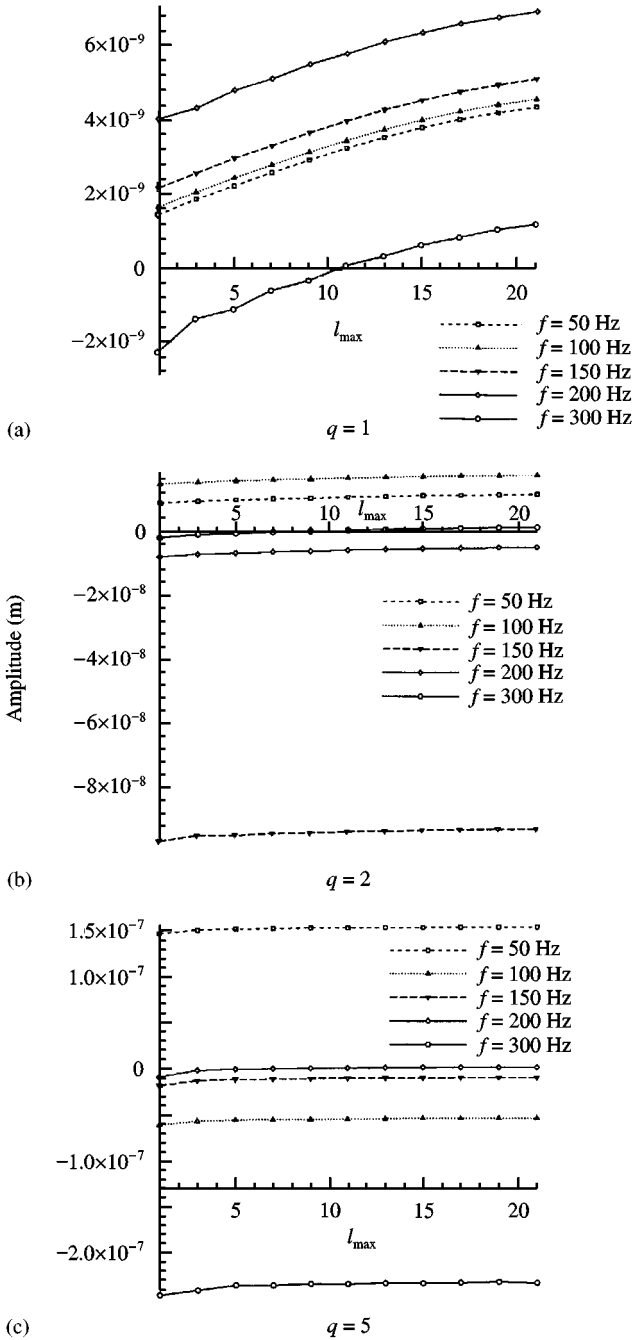 6×10⁻⁹
4×10⁻⁹
2×10⁻⁹
0
−2×10⁻⁹
5 10 15 20
l_max
f = 50 Hz
f = 100 Hz
f = 150 Hz
f = 200 Hz
f = 300 Hz
(a) q = 1
5 10 15 20
l_max
0
−2×10⁻⁸
−4×10⁻⁸
−6×10⁻⁸
−8×10⁻⁸
Amplitude (m)
f = 50 Hz
f = 100 Hz
f = 150 Hz
f = 200 Hz
f = 300 Hz
(b) q = 2
1.5×10⁻⁷
1.0×10⁻⁷
0
−1.0×10⁻⁷
−2.0×10⁻⁷
f = 50 Hz
f = 100 Hz
f = 150 Hz
f = 200 Hz
f = 300 Hz
5 10 15 20
l_max
(c) q = 5